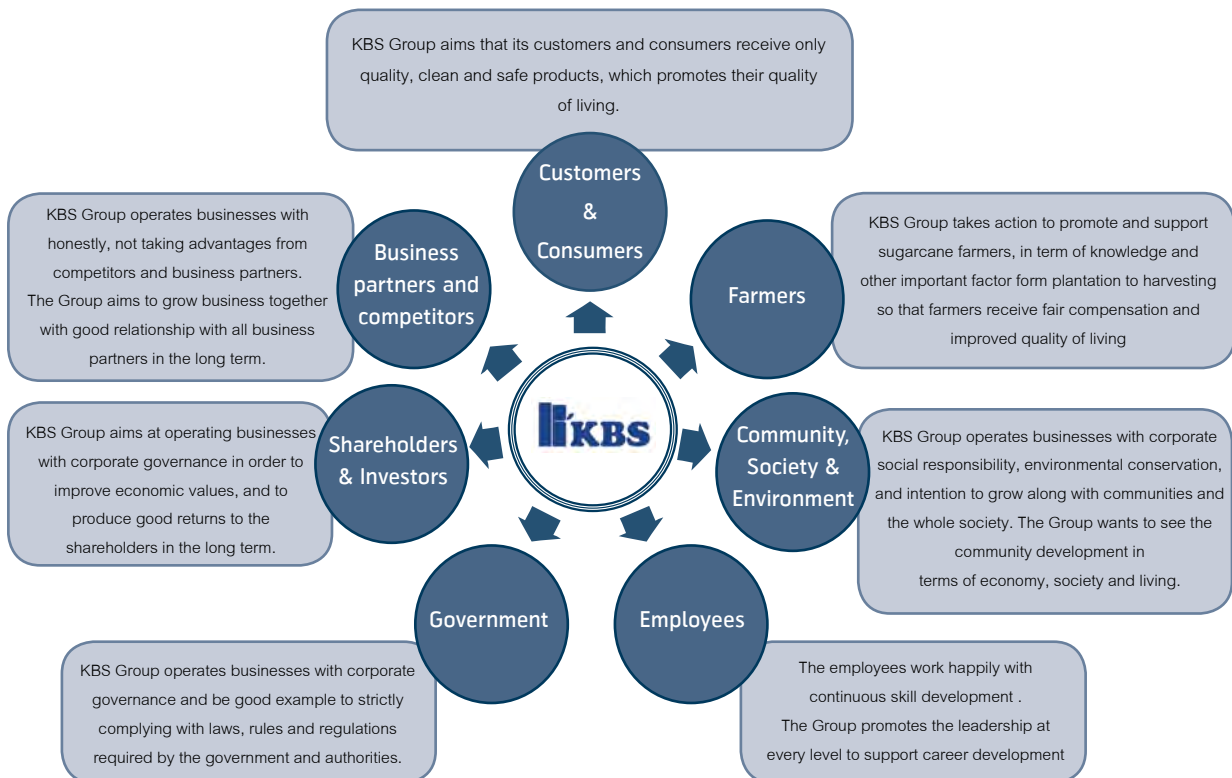 KBS Group aims that its customers and consumers receive only
quality, clean and safe products, which promotes their quality
of living.
Customers
&
Consumers
KBS Group operates businesses with
honestly, not taking advantages from
competitors and business partners.
The Group aims to grow business together
with good relationship with all business
partners in the long term.
Business
partners and
competitors
Farmers
KBS Group takes action to promote and support
sugarcane farmers, in term of knowledge and
other important factor form plantation to harvesting
so that farmers receive fair compensation and
improved quality of living
KBS Group aims at operating businesses
with corporate governance in order to
improve economic values, and to
produce good returns to the
shareholders in the long term.
Shareholders
& Investors
KBS
Community,
Society &
Environment
KBS Group operates businesses with corporate
social responsibility, environmental conservation,
and intention to grow along with communities and
the whole society. The Group wants to see the
community development in
terms of economy, society and living.
Government
Employees
KBS Group operates businesses with corporate
governance and be good example to strictly
complying with laws, rules and regulations
required by the government and authorities.
The employees work happily with
continuous skill development .
The Group promotes the leadership at
every level to support career development